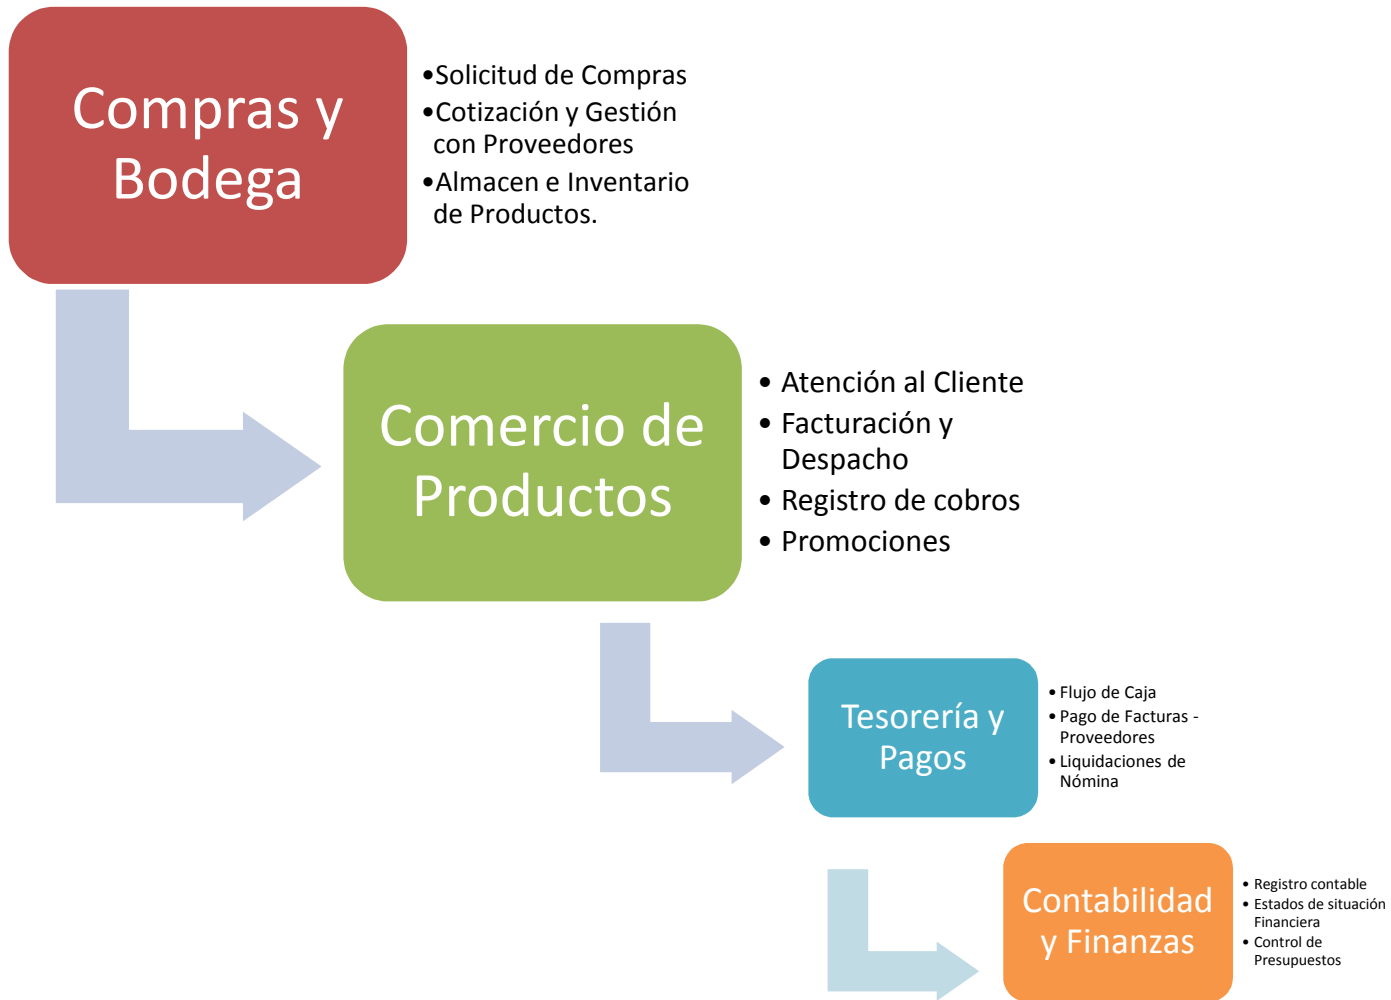 Compras y
Bodega
•Solicitud de Compras
•Cotización y Gestión
con Proveedores
•Almacen e Inventario
de Productos.
Comercio de
Productos
• Atención al Cliente
• Facturación y
Despacho
• Registro de cobros
• Promociones
Tesorería y
Pagos
• Flujo de Caja
• Pago de Facturas -
Proveedores
• Liquidaciones de
Nómina
Contabilidad
y Finanzas
• Registro contable
• Estados de situación
Financiera
• Control de
Presupuestos